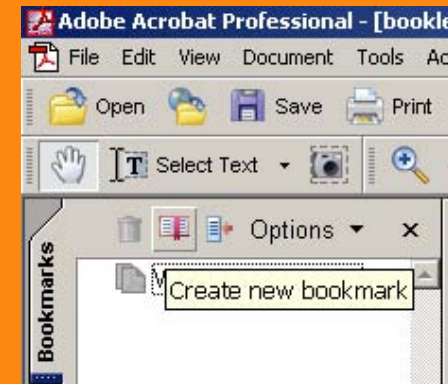 Adobe Acrobat Professional - [bookle
File Edit View Document Tools Ac
Open Save Print
T Select Text
Options x
Create new bookmark
Bookmarks